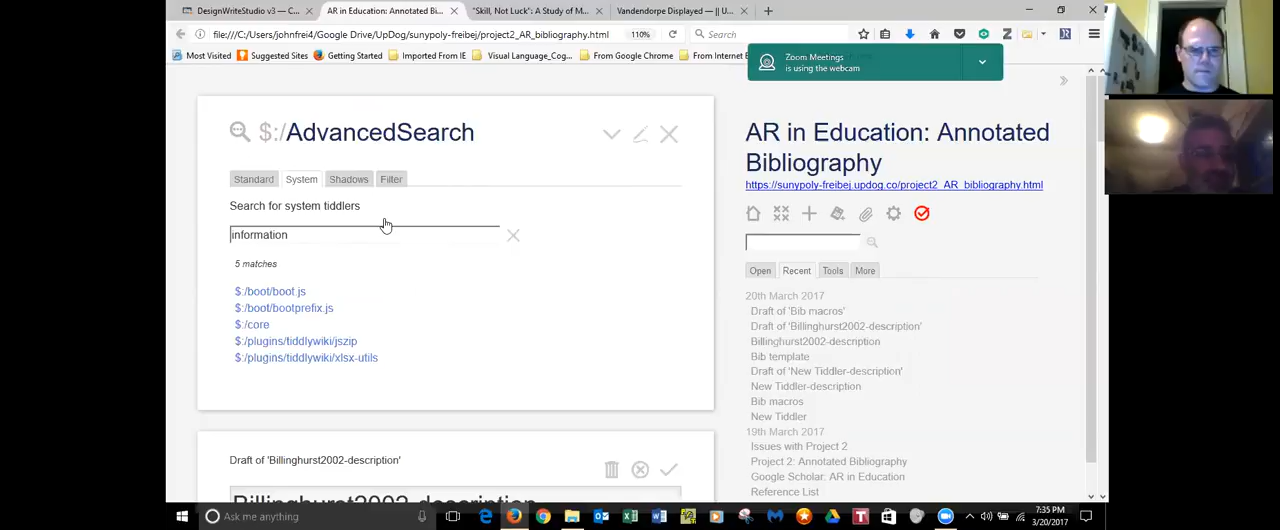 DesignWriteStudio v3 — C...
AR in Education: Annotated Bi...
"Skill, Not Luck": A Study of M...
Vandendorpe Displayed — || U...
file:///C:/Users/johnfrei4/Google Drive/UpDog/sunypoly-freibej/project2_AR_bibliography.html
110%
Search
Most Visited
Suggested Sites
Getting Started
Imported From IE
Visual Language_Cog...
From Google Chrome
From Internet E
Zoom Meetings
is using the webcam
$:/AdvancedSearch
Standard
System
Shadows
Filter
Search for system tiddlers
information
5 matches
$:/boot/boot.js
$:/boot/bootprefix.js
$:/core
$:/plugins/tiddlywiki/jszip
$:/plugins/tiddlywiki/xlsx-utils
Draft of 'Billinghurst2002-description'
Billinghurst2002-description
AR in Education: Annotated
Bibliography
https://sunypoly-freibej.updog.co/project2_AR_bibliography.html
Open
Recent
Tools
More
20th March 2017
Draft of 'Bib macros'
Draft of 'Billinghurst2002-description'
Billinghurst2002-description
Bib template
Draft of 'New Tiddler-description'
New Tiddler-description
Bib macros
New Tiddler
19th March 2017
Issues with Project 2
Project 2: Annotated Bibliography
Google Scholar: AR in Education
Reference List
Ask me anything
7:35 PM
3/20/2017